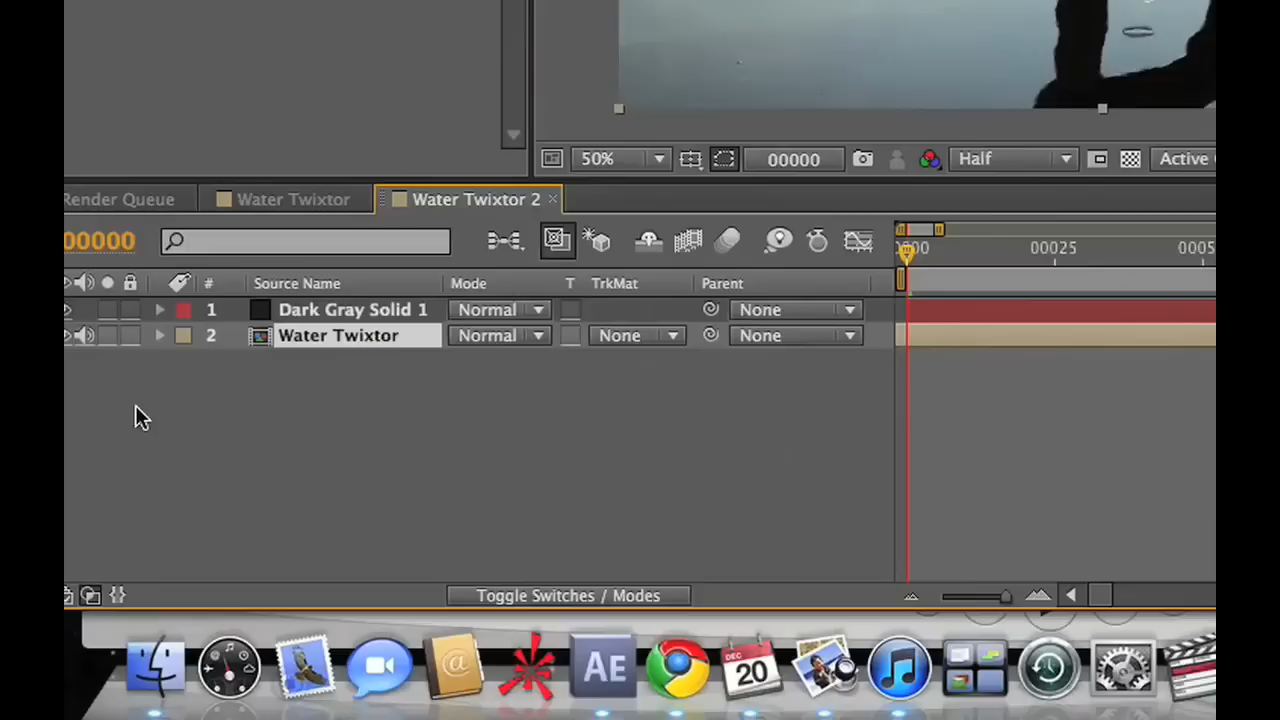 50%
00000
Half
Active
Render Queue
Water Twixtor
Water Twixtor 2
00000
00025
# Source Name Mode T TrkMat Parent
1 Dark Gray Solid 1 Normal None
2 Water Twixtor Normal None None
Toggle Switches / Modes
@
AE
DEC
20